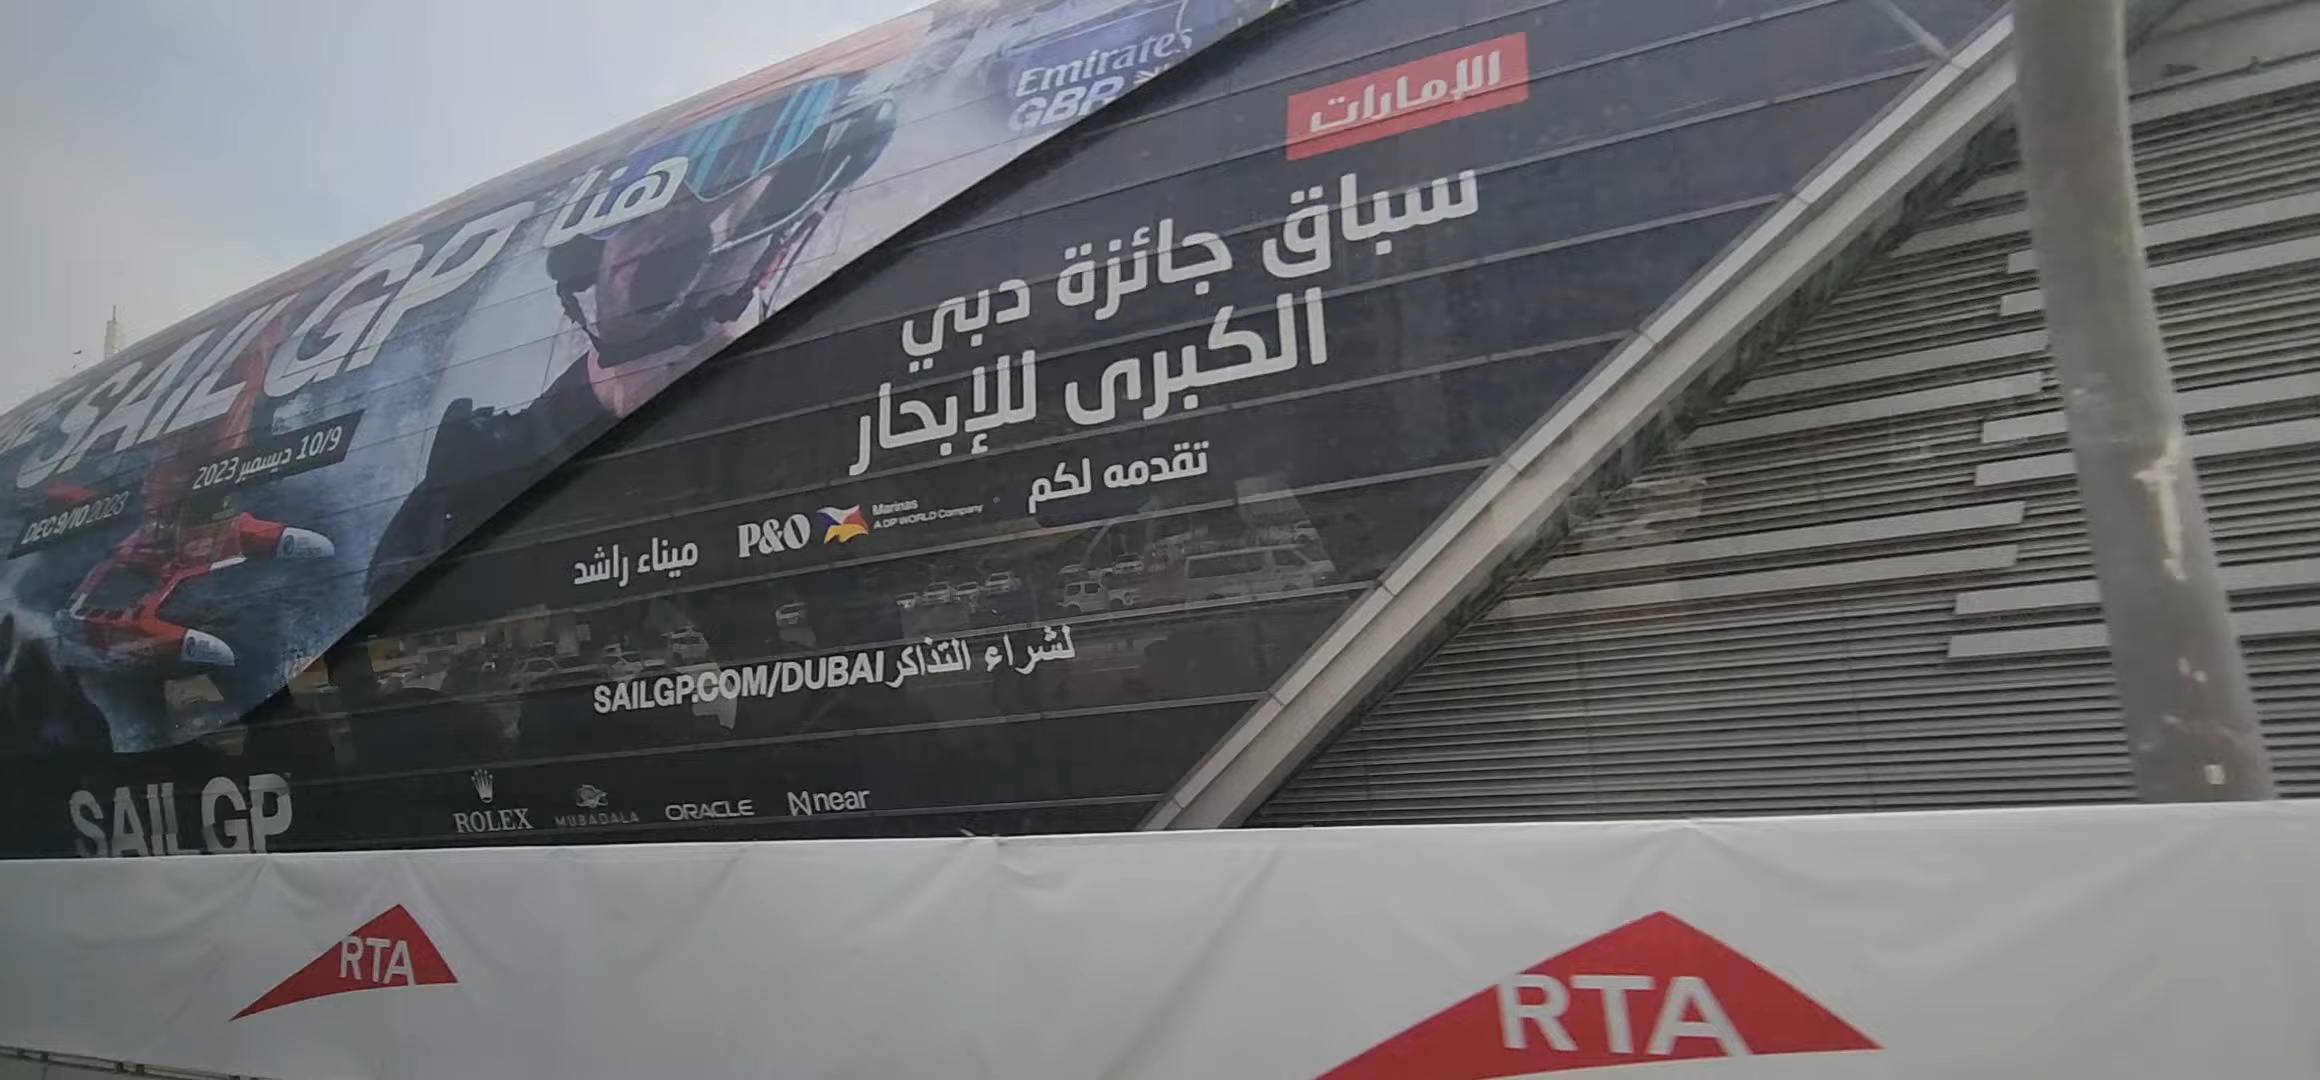 Emirates
GBR
الإمارات
SAIL GP هنا
سباق جائزة دبي
الكبرى للإبحار
10/9 ديسمبر 2023
DEC 9/10 2023
تقدمه لكم
P&O Marinas
A DP WORLD Company
ميناء راشد
لشراء التذاكر SAILGP.COM/DUBAI
SAIL GP
ROLEX
MUBADALA
ORACLE
near
RTA
RTA